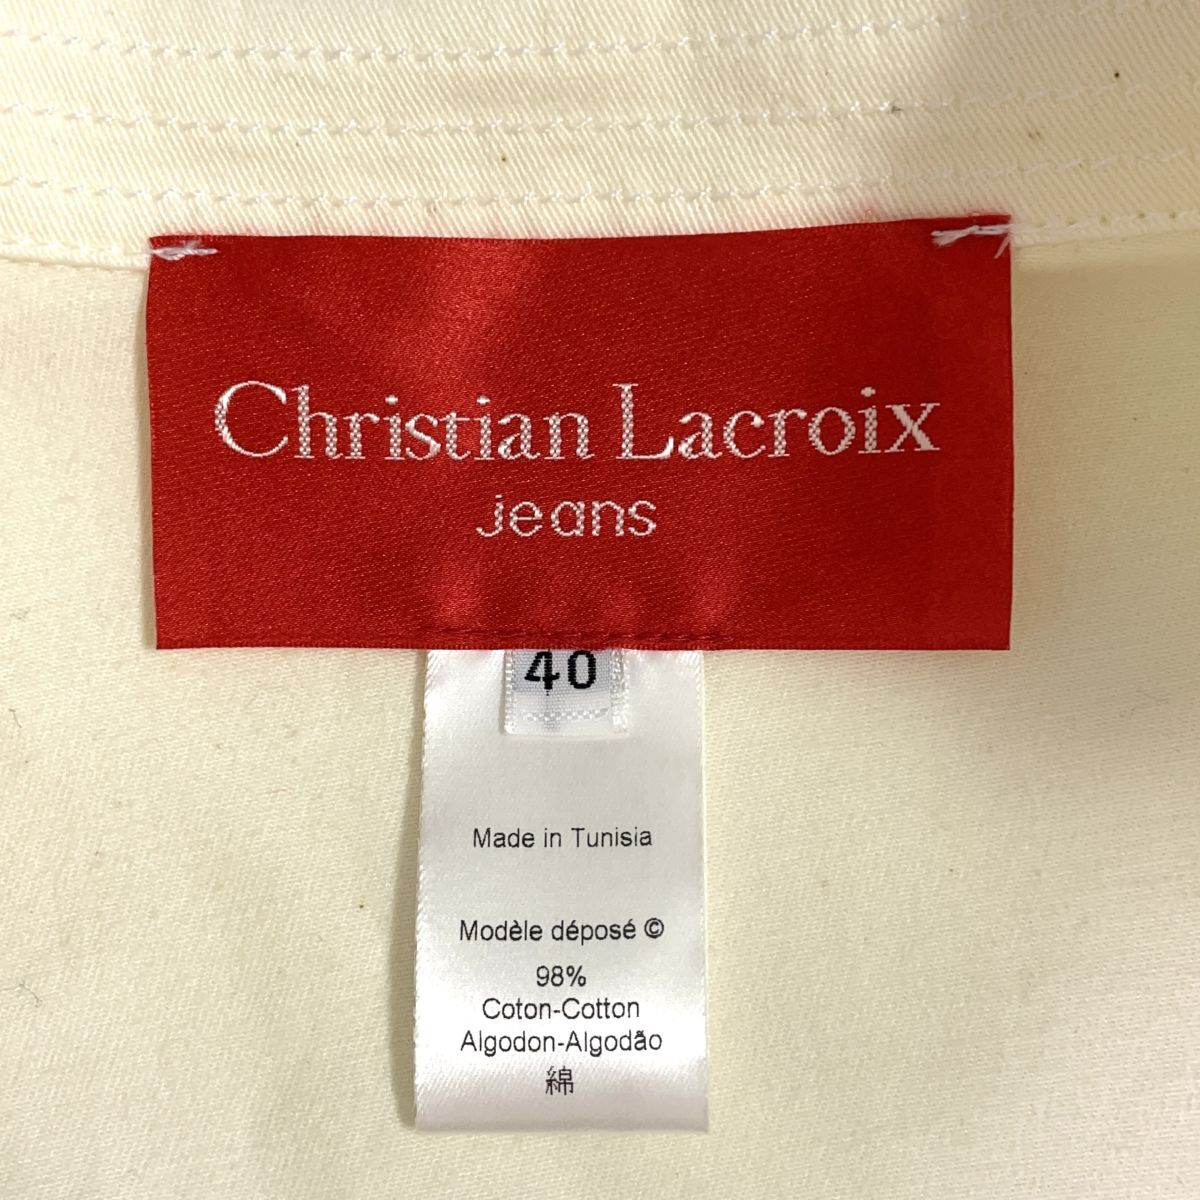 Christian Lacroix
jeans
40
Made in Tunisia
Modèle déposé ©
98%
Coton-Cotton
Algodon-Algodão
綿